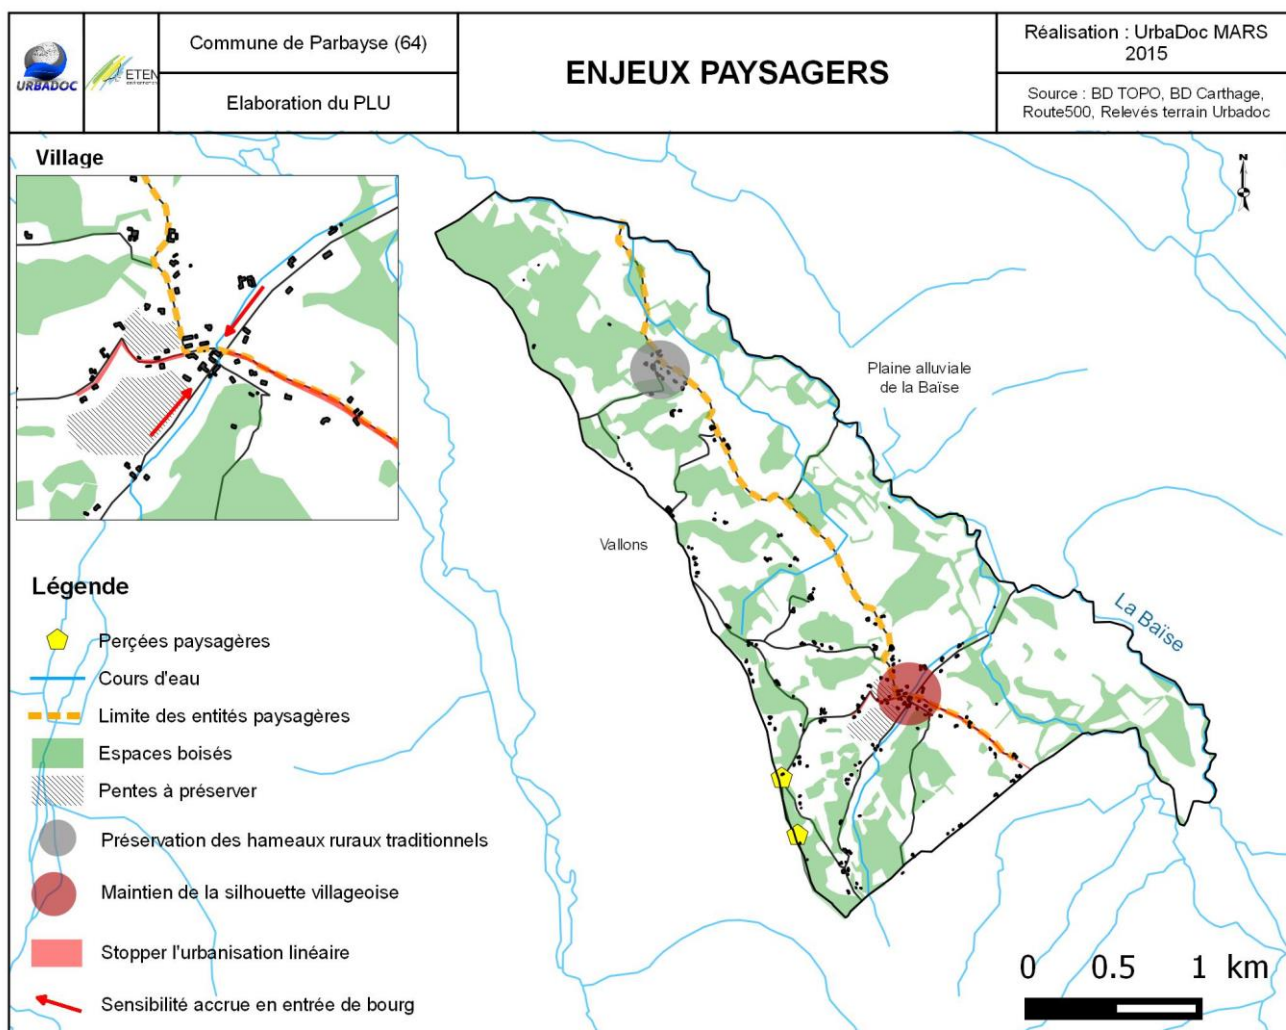 URBADOC
ETEN
Commune de Parbayse (64)
Elaboration du PLU
ENJEUX PAYSAGERS
Réalisation : UrbaDoc MARS
2015
Source : BD TOPO, BD Carthage,
Route500, Relevés terrain Urbadoc
Village
N
Plaine alluviale
de la Baïse
Vallons
La Baïse
Légende
Perçées paysagères
Cours d'eau
Limite des entités paysagères
Espaces boisés
Pentes à préserver
Préservation des hameaux ruraux traditionnels
Maintien de la silhouette villageoise
Stopper l'urbanisation linéaire
Sensibilité accrue en entrée de bourg
0 0.5 1 km